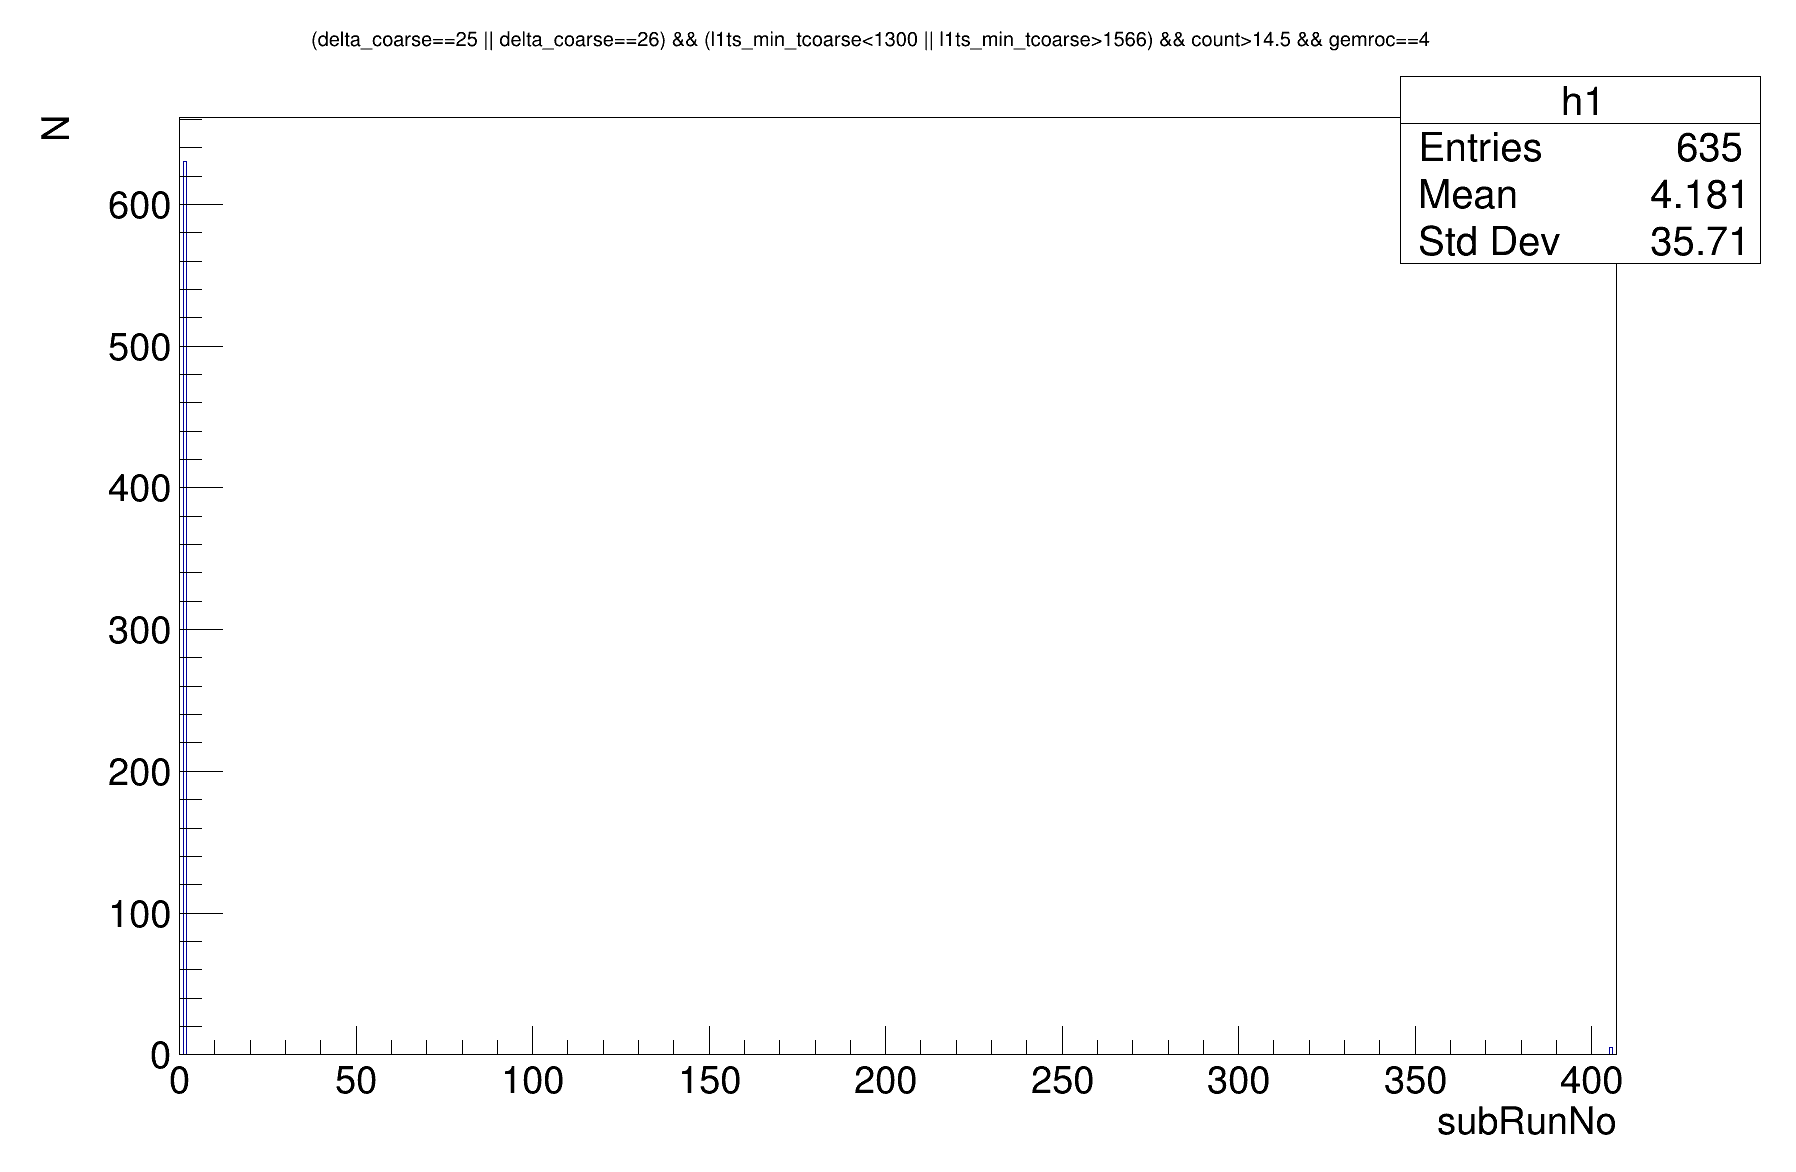 (delta_coarse==25 || delta_coarse==26) && (l1ts_min_tcoarse<1300 || l1ts_min_tcoarse>1566) && count>14.5 && gemroc==4
N
h1
Entries 635
Mean 4.181
Std Dev 35.71
600
500
400
300
200
100
0
0 50 100 150 200 250 300 350 400
subRunNo